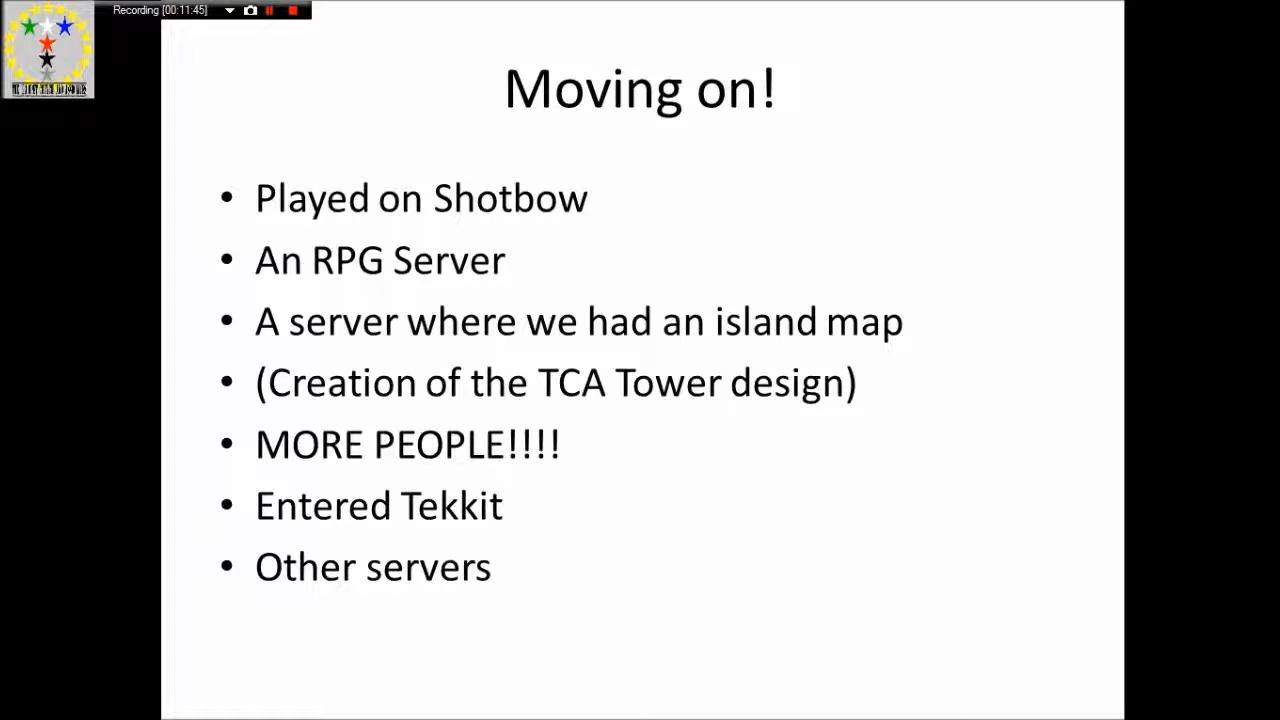 Recording [00:11:45]
Moving on!
• Played on Shotbow
• An RPG Server
• A server where we had an island map
• (Creation of the TCA Tower design)
• MORE PEOPLE!!!!
• Entered Tekkit
• Other servers